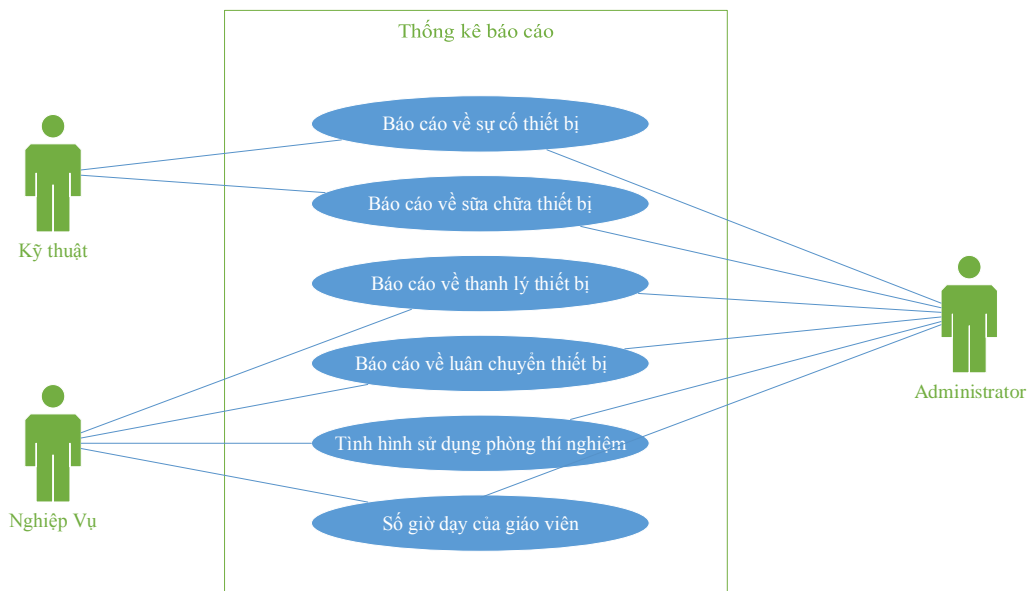 Thống kê báo cáo
Báo cáo về sự cố thiết bị
Báo cáo về sữa chữa thiết bị
Kỹ thuật
Báo cáo về thanh lý thiết bị
Báo cáo về luân chuyển thiết bị
Administrator
Tình hình sử dụng phòng thí nghiệm
Nghiệp Vụ
Số giờ dạy của giáo viên